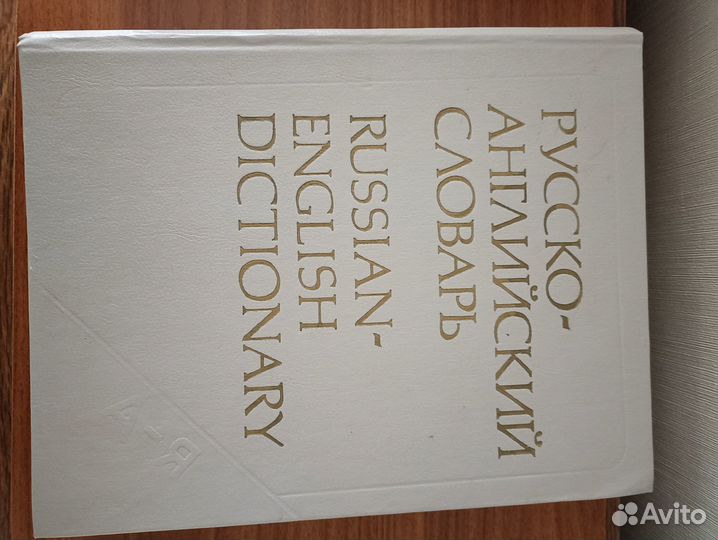 РУССКО-
АНГЛИЙСКИЙ
СЛОВАРЬ
RUSSIAN-
ENGLISH
DICTIONARY
А-Я
Avito